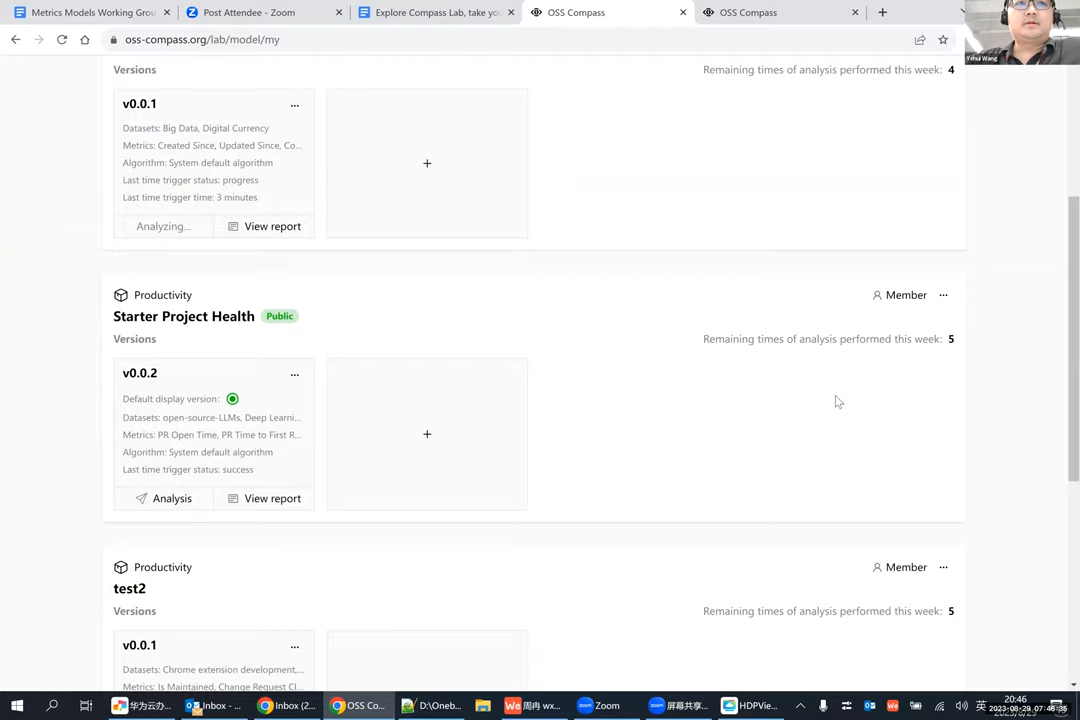 Metrics Models Working Grou
Post Attendee - Zoom
Explore Compass Lab, take you
OSS Compass
OSS Compass
oss-compass.org/lab/model/my
Yehui Wang
Versions
Remaining times of analysis performed this week: 4
v0.0.1
...
Datasets: Big Data, Digital Currency
Metrics: Created Since, Updated Since, Co...
Algorithm: System default algorithm
Last time trigger status: progress
Last time trigger time: 3 minutes
+
Analyzing...
View report
Productivity
Member
...
Starter Project Health
Public
Versions
Remaining times of analysis performed this week: 5
v0.0.2
...
Default display version:
Datasets: open-source-LLMs, Deep Learni...
Metrics: PR Open Time, PR Time to First R...
Algorithm: System default algorithm
Last time trigger status: success
+
Analysis
View report
Productivity
Member
...
test2
Versions
Remaining times of analysis performed this week: 5
v0.0.1
...
Datasets: Chrome extension development,...
Metrics: Is Maintained, Change Request Cl...
华为云办...
Inbox - ...
Inbox (2...
OSS Co...
D:\Oneb...
周冉 wx...
Zoom
屏幕共享...
HDPVie...
英
20:46
2023-08-29 07:46:35